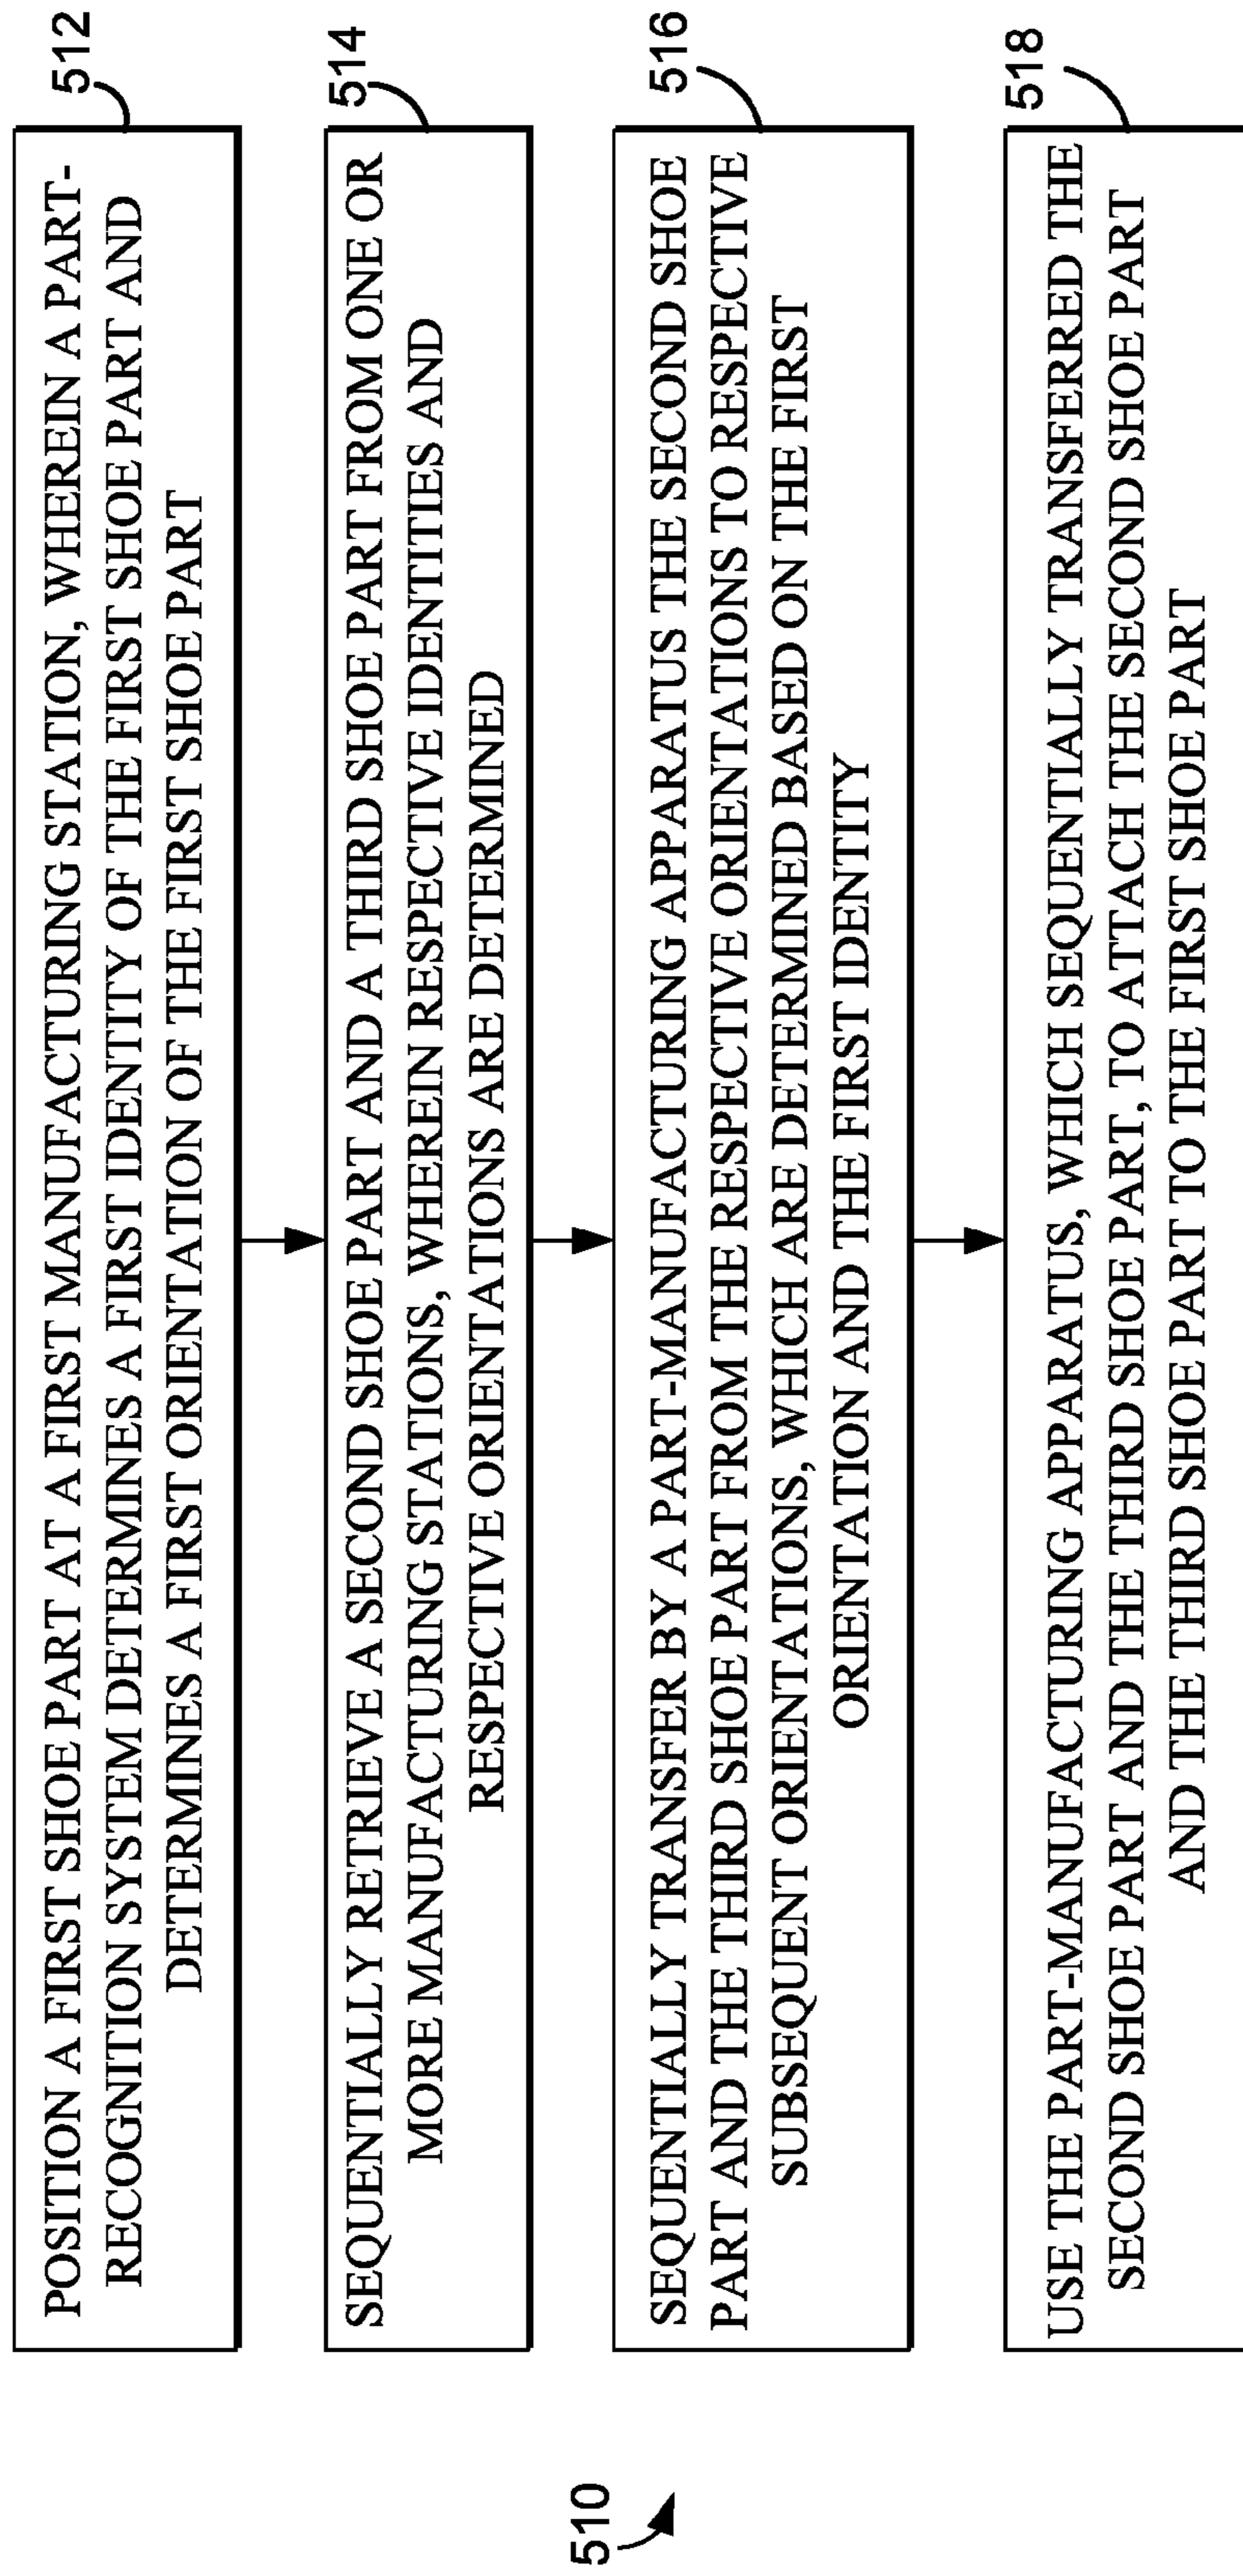 510
POSITION A FIRST SHOE PART AT A FIRST MANUFACTURING STATION, WHEREIN A PART-
RECOGNITION SYSTEM DETERMINES A FIRST IDENTITY OF THE FIRST SHOE PART AND
DETERMINES A FIRST ORIENTATION OF THE FIRST SHOE PART
512
SEQUENTIALLY RETRIEVE A SECOND SHOE PART AND A THIRD SHOE PART FROM ONE OR
MORE MANUFACTURING STATIONS, WHEREIN RESPECTIVE IDENTITIES AND
RESPECTIVE ORIENTATIONS ARE DETERMINED
514
SEQUENTIALLY TRANSFER BY A PART-MANUFACTURING APPARATUS THE SECOND SHOE
PART AND THE THIRD SHOE PART FROM THE RESPECTIVE ORIENTATIONS TO RESPECTIVE
SUBSEQUENT ORIENTATIONS, WHICH ARE DETERMINED BASED ON THE FIRST
ORIENTATION AND THE FIRST IDENTITY
516
USE THE PART-MANUFACTURING APPARATUS, WHICH SEQUENTIALLY TRANSFERRED THE
SECOND SHOE PART AND THE THIRD SHOE PART, TO ATTACH THE SECOND SHOE PART
AND THE THIRD SHOE PART TO THE FIRST SHOE PART
518